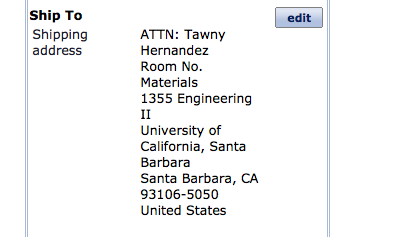 Ship To
edit
Shipping address
ATTN: Tawny
Hernandez
Room No.
Materials
1355 Engineering
II
University of
California, Santa
Barbara
Santa Barbara, CA
93106-5050
United States